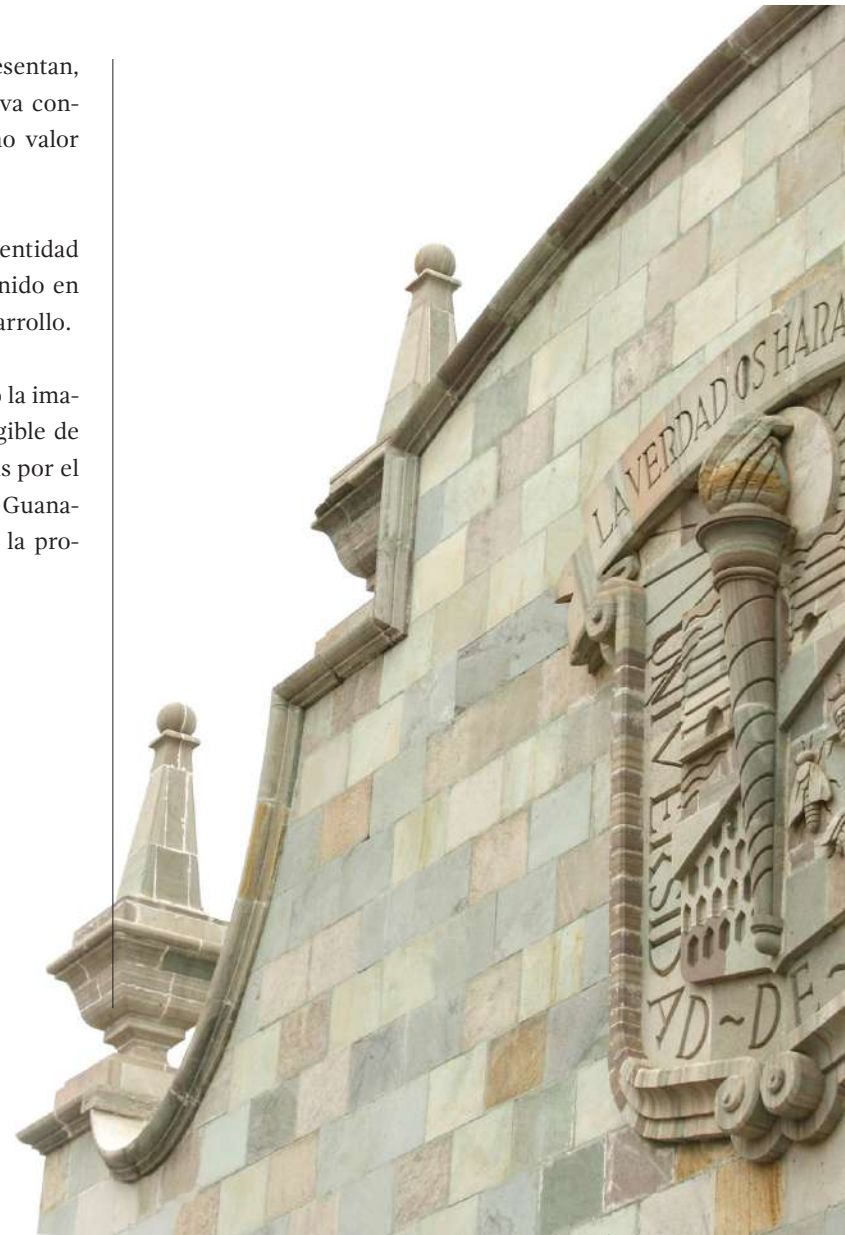 esentan,
va con-
no valor
entidad
nido en
arrollo.
o la ima-
gible de
s por el
Guana-
la pro-
LA VERDAD OS HARA
UNIVERSIDAD~DE~